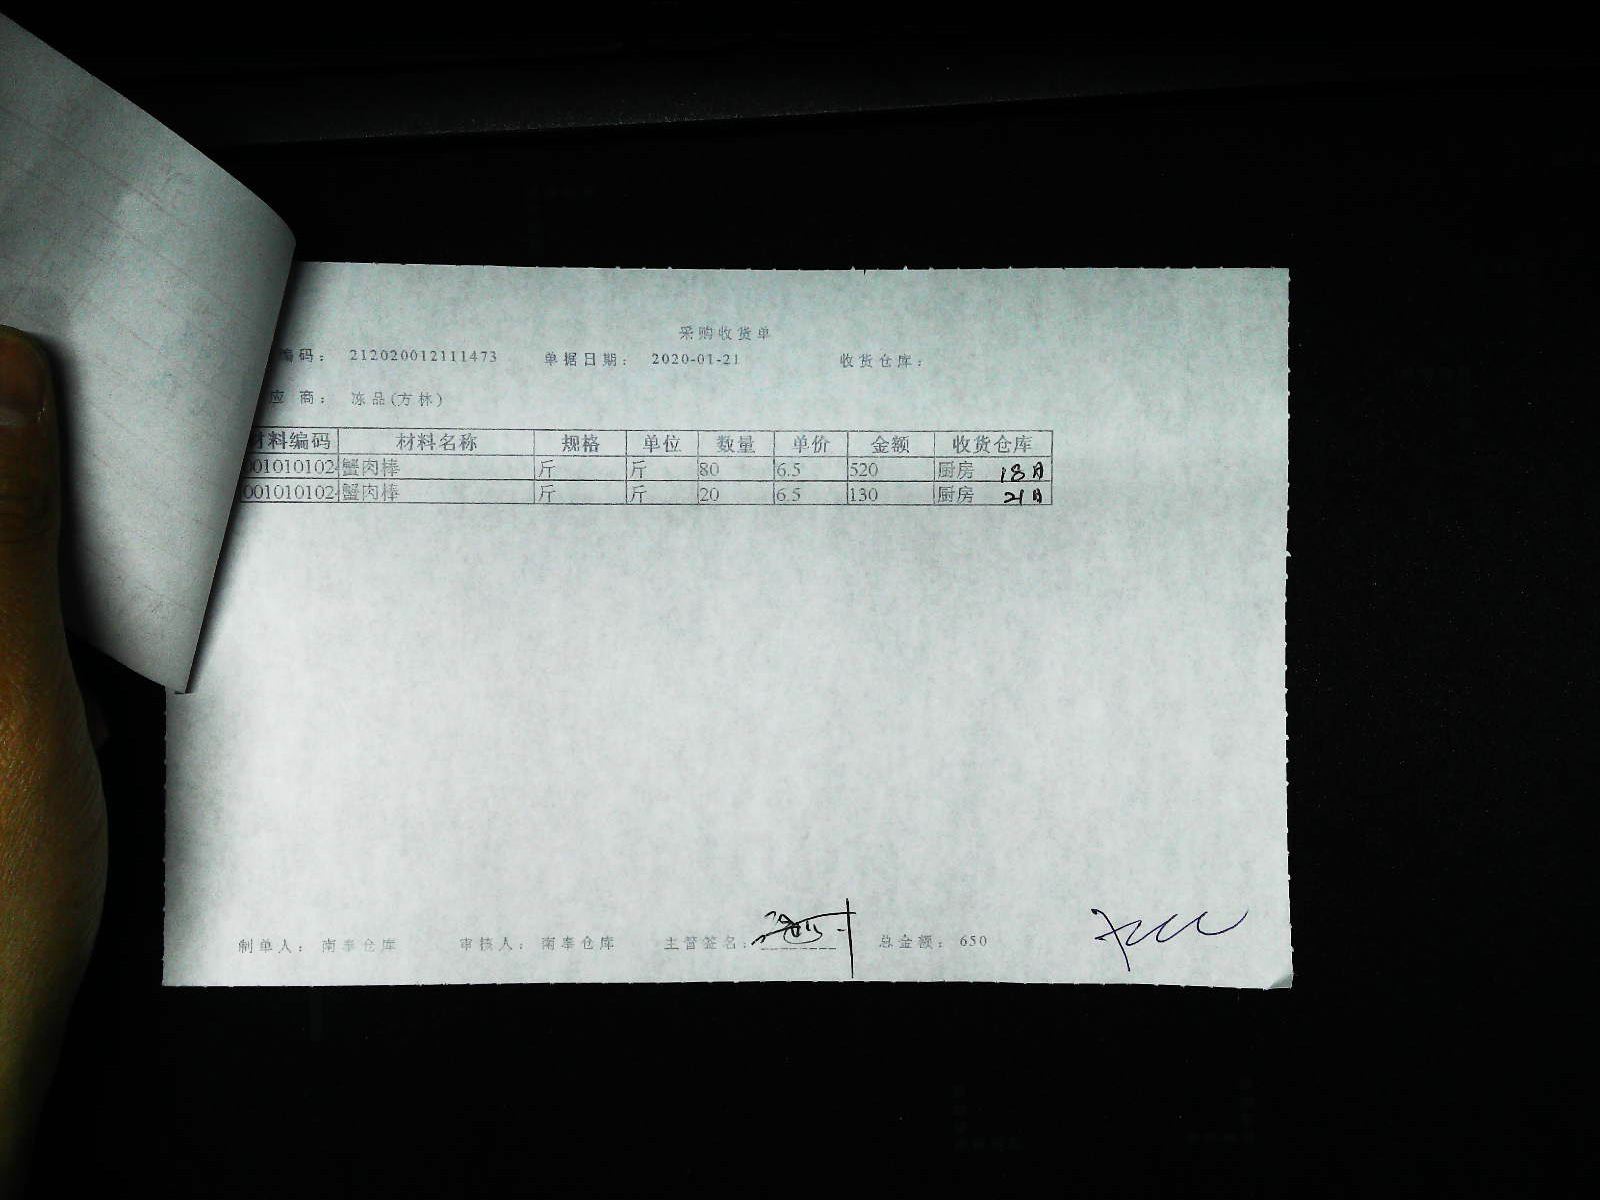 采购收货单
编码： 212020012111473 单据日期： 2020-01-21 收货仓库：
应 商： 冻品(方林)
材料编码 材料名称 规格 单位 数量 单价 金额 收货仓库
001010102 蟹肉棒 斤 斤 80 6.5 520 厨房 18日
001010102 蟹肉棒 斤 斤 20 6.5 130 厨房 21日
制单人： 南奉仓库 审核人： 南奉仓库 主管签名： 总金额： 650